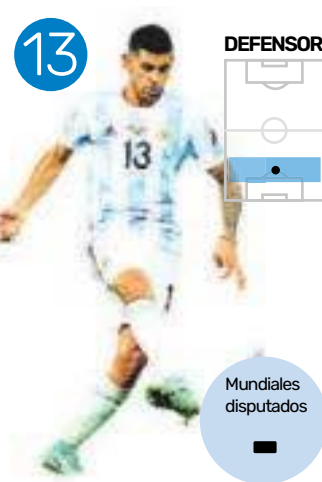 13
DEFENSOR
13
Mundiales
disputados
-